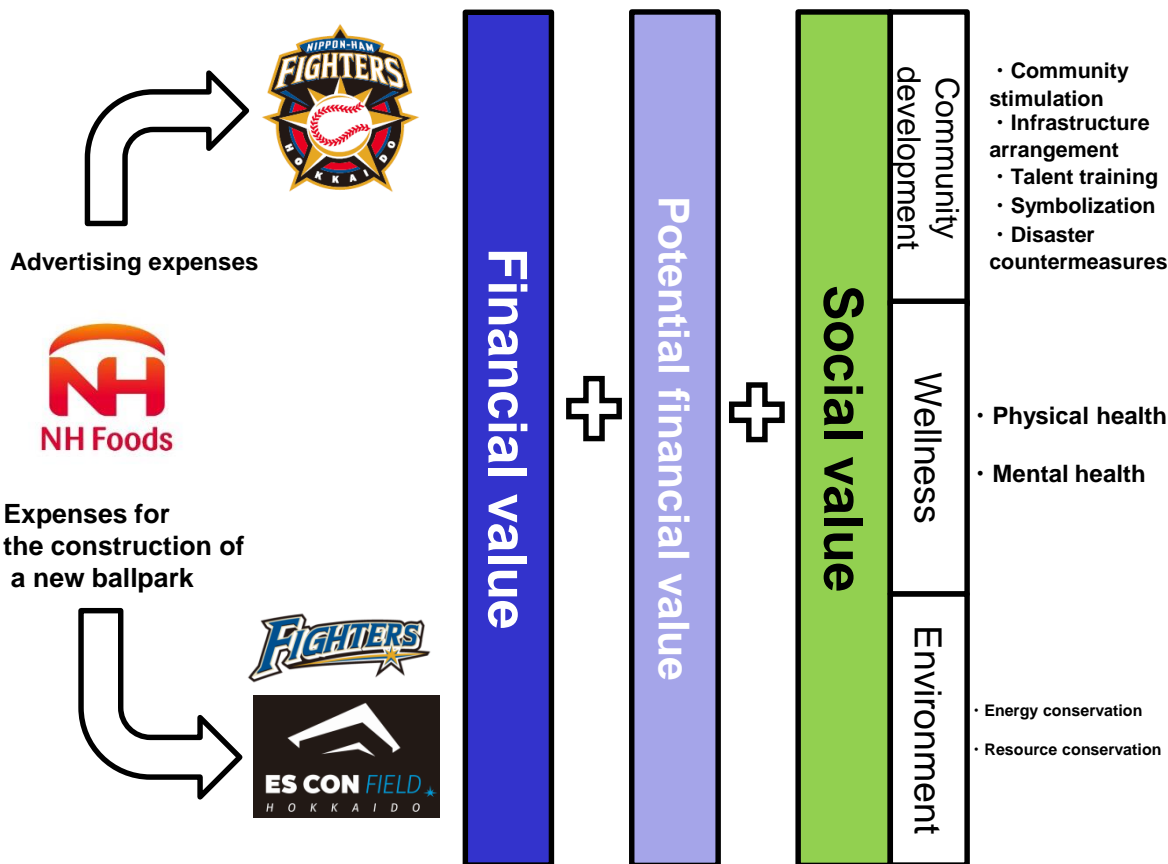 NIPPON-HAM
FIGHTERS
HOKKAIDO
Advertising expenses
NH
NH Foods
Expenses for
the construction of
a new ballpark
FIGHTERS
ES CON FIELD
HOKKAIDO
Financial value
Potential financial value
Social value
Community
development
・Community
stimulation
・Infrastructure
arrangement
・Talent training
・Symbolization
・Disaster
countermeasures
Wellness
・Physical health
・Mental health
Environment
・Energy conservation
・Resource conservation